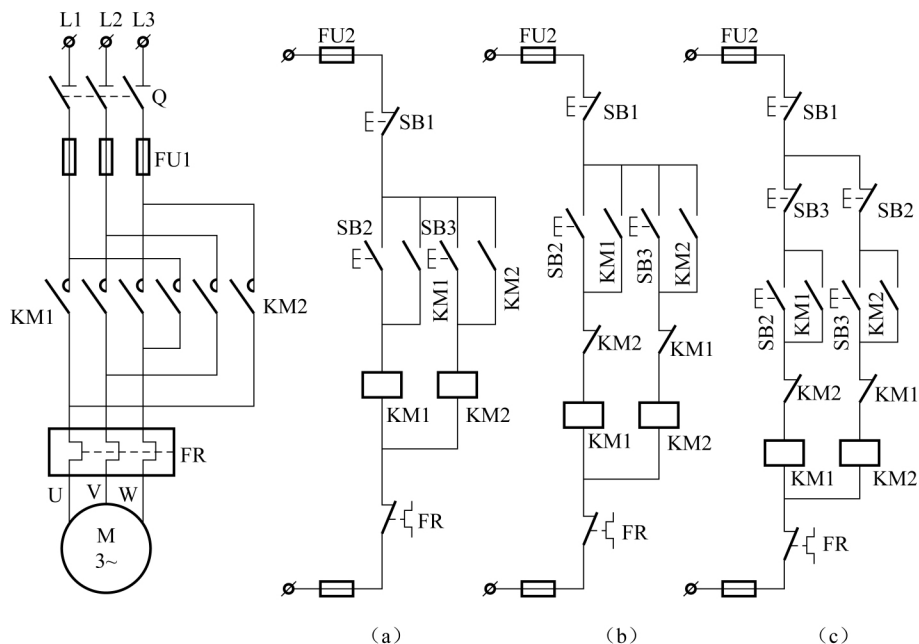 L1 L2 L3
Q
FU1
KM1
KM2
FR
U V W
M
3~
FU2
SB1
SB2
SB3
KM1
KM2
KM1
KM2
FR
(a)
FU2
SB1
SB2
KM1
SB3
KM2
KM2
KM1
KM1
KM2
FR
(b)
FU2
SB1
SB3
SB2
SB2
KM1
SB3
KM2
KM2
KM1
KM1
KM2
FR
(c)